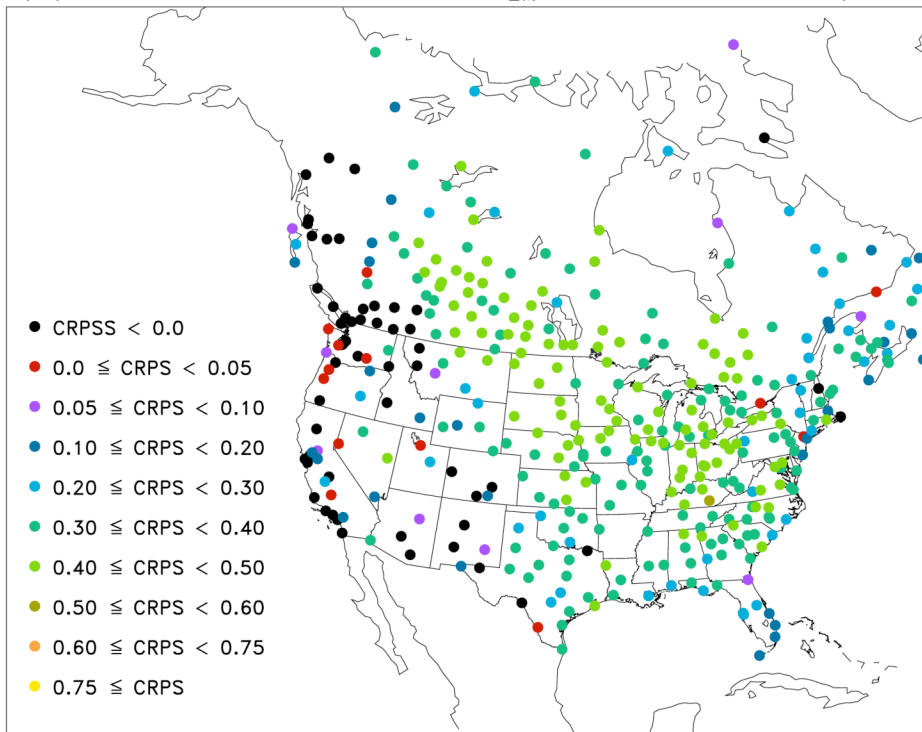 CRPSS < 0.0
0.0 ≦ CRPS < 0.05
0.05 ≦ CRPS < 0.10
0.10 ≦ CRPS < 0.20
0.20 ≦ CRPS < 0.30
0.30 ≦ CRPS < 0.40
0.40 ≦ CRPS < 0.50
0.50 ≦ CRPS < 0.60
0.60 ≦ CRPS < 0.75
0.75 ≦ CRPS